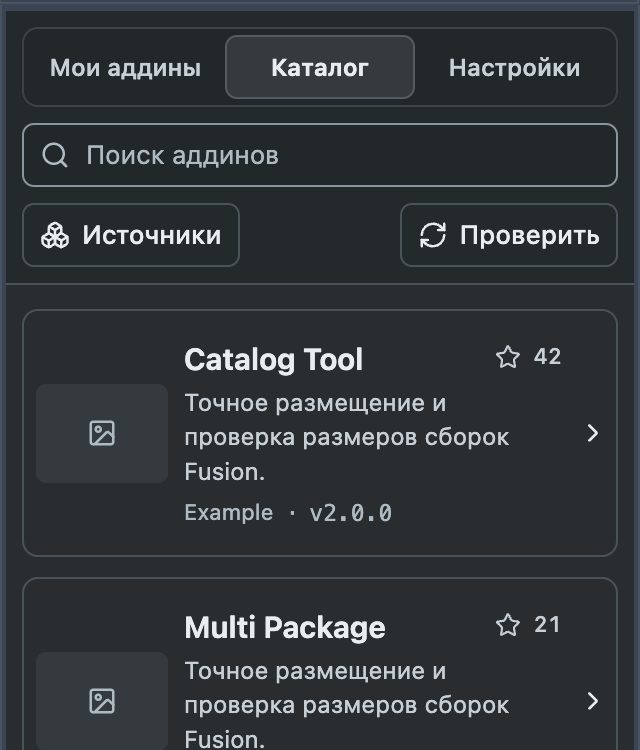 Мои аддины
Каталог
Настройки
Поиск аддинов
Источники
Проверить
Catalog Tool
42
Точное размещение и
проверка размеров сборок
Fusion.
Example · v2.0.0
Multi Package
21
Точное размещение и
проверка размеров сборок
Fusion.